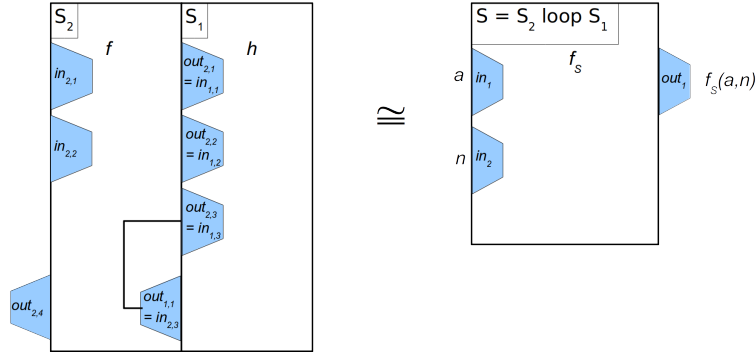 S₂
S₁
f
h
in₂,₁
in₂,₂
out₂,₁
= in₁,₁
out₂,₂
= in₁,₂
out₂,₃
= in₁,₃
out₂,₄
out₁,₁
= in₂,₃
≅
S = S₂ loop S₁
fₛ
a
in₁
n
in₂
out₁
fₛ(a,n)